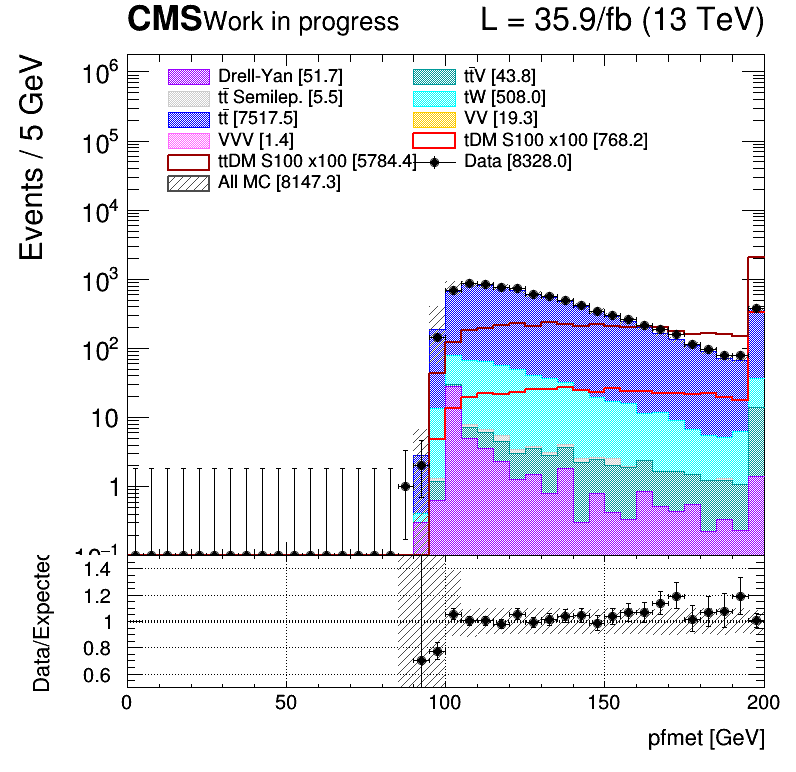 CMS Work in progress L = 35.9/fb (13 TeV)
Drell-Yan [51.7] tt̄V [43.8]
tt̄ Semilep. [5.5] tW [508.0]
tt̄ [7517.5] VV [19.3]
VVV [1.4] tDM S100 x100 [768.2]
ttDM S100 x100 [5784.4] Data [8328.0]
All MC [8147.3]
Events / 5 GeV
10⁶
10⁵
10⁴
10³
10²
10
1
10⁻¹
Data/Expected
1.4
1.2
1
0.8
0.6
0 50 100 150 200
pfmet [GeV]